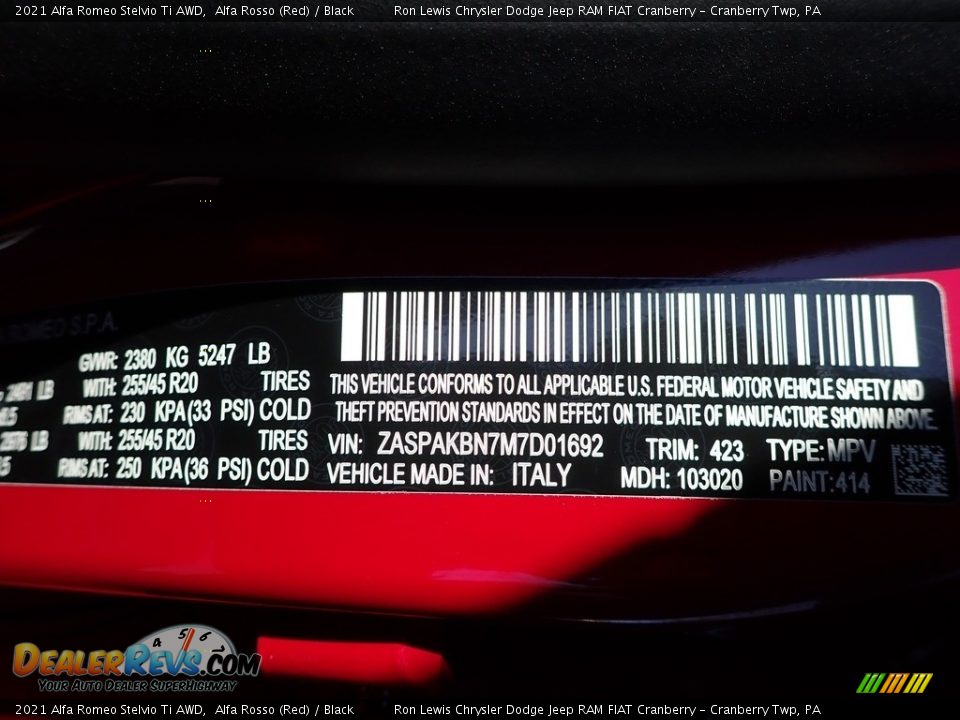 2021 Alfa Romeo Stelvio Ti AWD,  Alfa Rosso (Red) / Black   Ron Lewis Chrysler Dodge Jeep RAM FIAT Cranberry - Cranberry Twp, PA
S.P.A.
GVWR: 2380 KG 5247 LB
LB WITH: 255/45 R20 TIRES
RIMS AT: 230 KPA(33 PSI) COLD
LB WITH: 255/45 R20 TIRES
RIMS AT: 250 KPA(36 PSI) COLD
THIS VEHICLE CONFORMS TO ALL APPLICABLE U.S. FEDERAL MOTOR VEHICLE SAFETY AND
THEFT PREVENTION STANDARDS IN EFFECT ON THE DATE OF MANUFACTURE SHOWN ABOVE.
VIN: ZASPAKBN7M7D01692 TRIM: 423 TYPE: MPV
VEHICLE MADE IN: ITALY MDH: 103020 PAINT:414
4 5 6
DEALERREVS.COM
YOUR AUTO DEALER SUPERHIGHWAY
2021 Alfa Romeo Stelvio Ti AWD,  Alfa Rosso (Red) / Black   Ron Lewis Chrysler Dodge Jeep RAM FIAT Cranberry - Cranberry Twp, PA